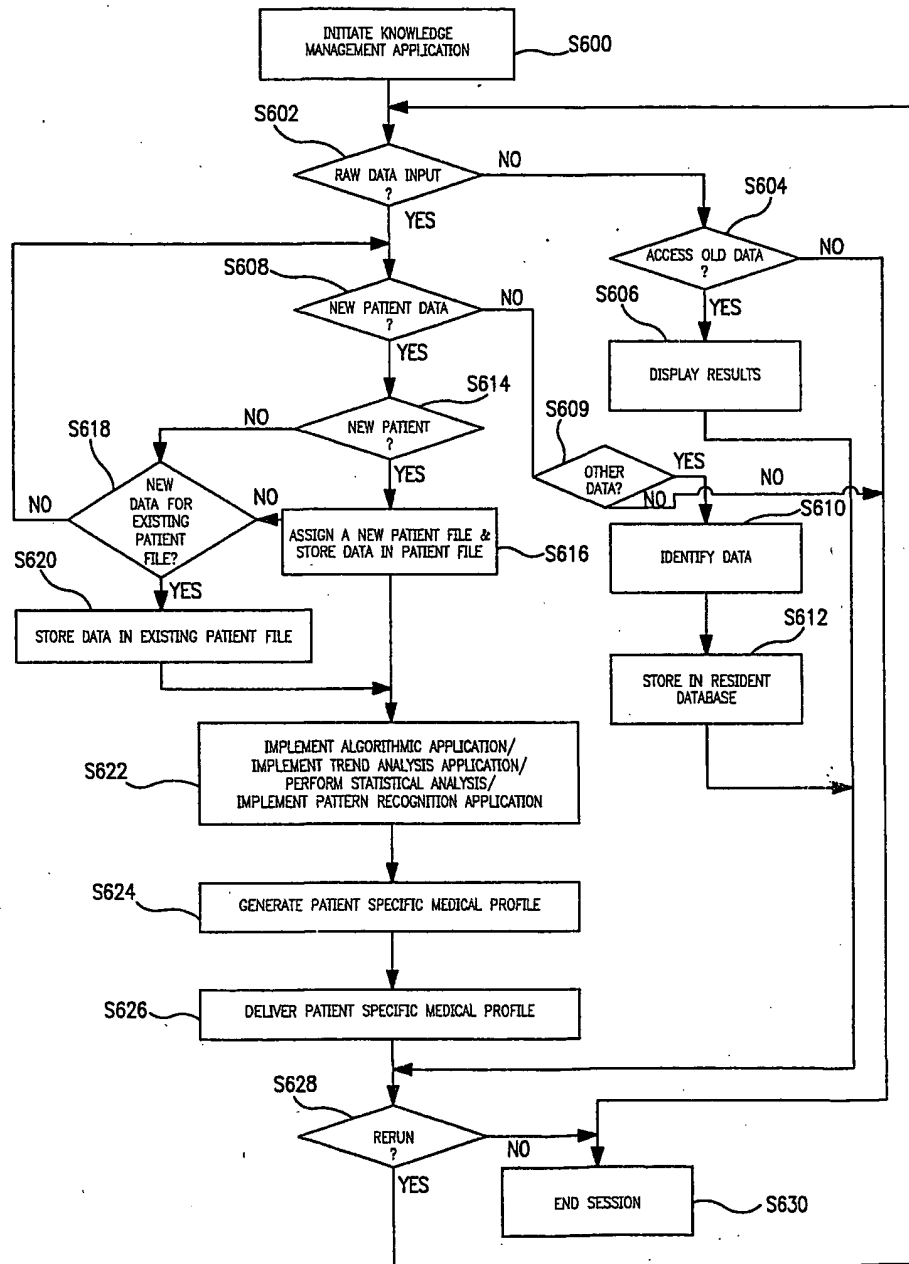 INITIATE KNOWLEDGE
MANAGEMENT APPLICATION
S600
S602
RAW DATA INPUT
?
NO
YES
S604
ACCESS OLD DATA
?
NO
YES
S606
DISPLAY RESULTS
S608
NEW PATIENT DATA
?
NO
YES
S614
NEW PATIENT
?
NO
YES
S609
OTHER
DATA?
YES
NO
NO
S618
NEW
DATA FOR
EXISTING
PATIENT
FILE?
NO
NO
YES
ASSIGN A NEW PATIENT FILE &
STORE DATA IN PATIENT FILE
S616
S610
IDENTIFY DATA
S620
STORE DATA IN EXISTING PATIENT FILE
S612
STORE IN RESIDENT
DATABASE
S622
IMPLEMENT ALGORITHMIC APPLICATION/
IMPLEMENT TREND ANALYSIS APPLICATION/
PERFORM STATISTICAL ANALYSIS/
IMPLEMENT PATTERN RECOGNITION APPLICATION
S624
GENERATE PATIENT SPECIFIC MEDICAL PROFILE
S626
DELIVER PATIENT SPECIFIC MEDICAL PROFILE
S628
RERUN
?
NO
YES
END SESSION
S630